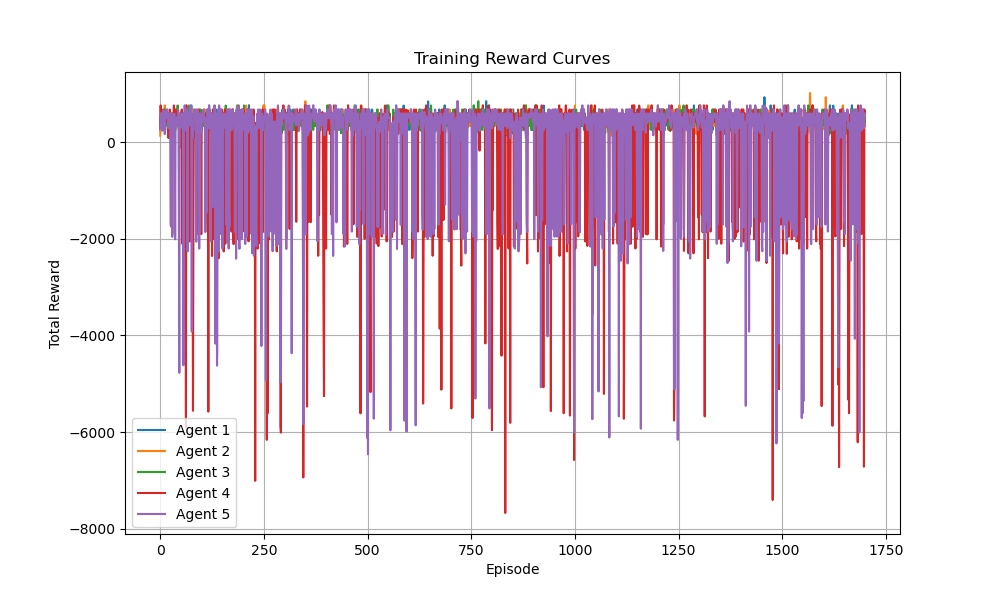 Training Reward Curves
Total Reward
0
−2000
−4000
−6000
−8000
Agent 1
Agent 2
Agent 3
Agent 4
Agent 5
0 250 500 750 1000 1250 1500 1750
Episode